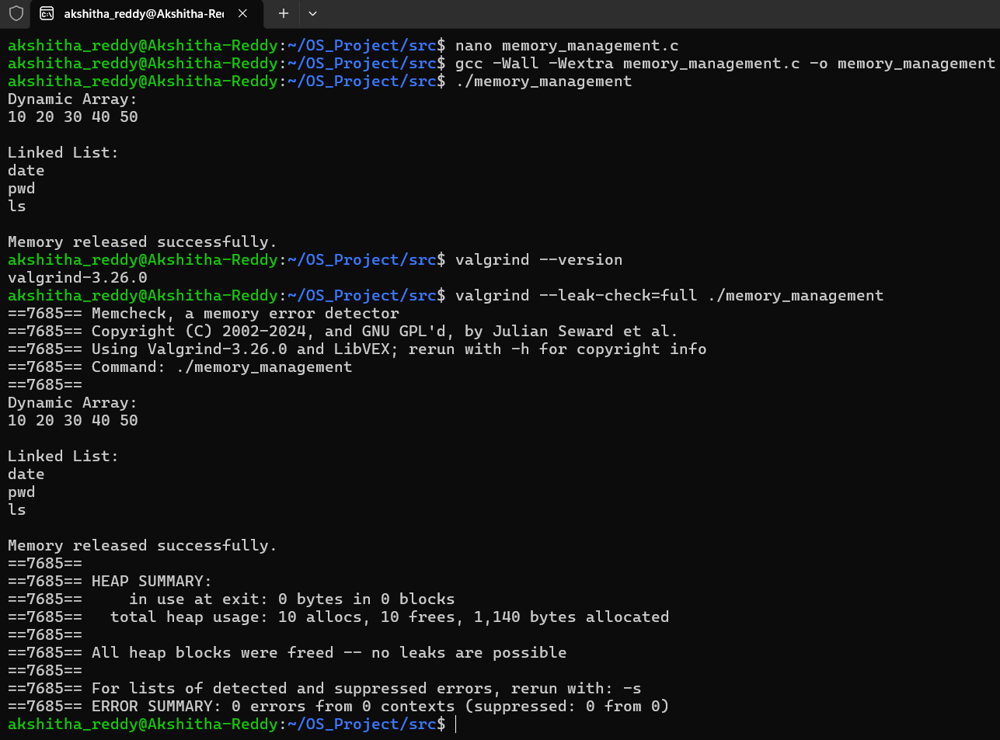 akshitha_reddy@Akshitha-Re
akshitha_reddy@Akshitha-Reddy:~/OS_Project/src$ nano memory_management.c
akshitha_reddy@Akshitha-Reddy:~/OS_Project/src$ gcc -Wall -Wextra memory_management.c -o memory_management
akshitha_reddy@Akshitha-Reddy:~/OS_Project/src$ ./memory_management
Dynamic Array:
10 20 30 40 50
Linked List:
date
pwd
ls
Memory released successfully.
akshitha_reddy@Akshitha-Reddy:~/OS_Project/src$ valgrind --version
valgrind-3.26.0
akshitha_reddy@Akshitha-Reddy:~/OS_Project/src$ valgrind --leak-check=full ./memory_management
==7685== Memcheck, a memory error detector
==7685== Copyright (C) 2002-2024, and GNU GPL'd, by Julian Seward et al.
==7685== Using Valgrind-3.26.0 and LibVEX; rerun with -h for copyright info
==7685== Command: ./memory_management
==7685==
Dynamic Array:
10 20 30 40 50
Linked List:
date
pwd
ls
Memory released successfully.
==7685==
==7685== HEAP SUMMARY:
==7685==     in use at exit: 0 bytes in 0 blocks
==7685==   total heap usage: 10 allocs, 10 frees, 1,140 bytes allocated
==7685==
==7685== All heap blocks were freed -- no leaks are possible
==7685==
==7685== For lists of detected and suppressed errors, rerun with: -s
==7685== ERROR SUMMARY: 0 errors from 0 contexts (suppressed: 0 from 0)
akshitha_reddy@Akshitha-Reddy:~/OS_Project/src$